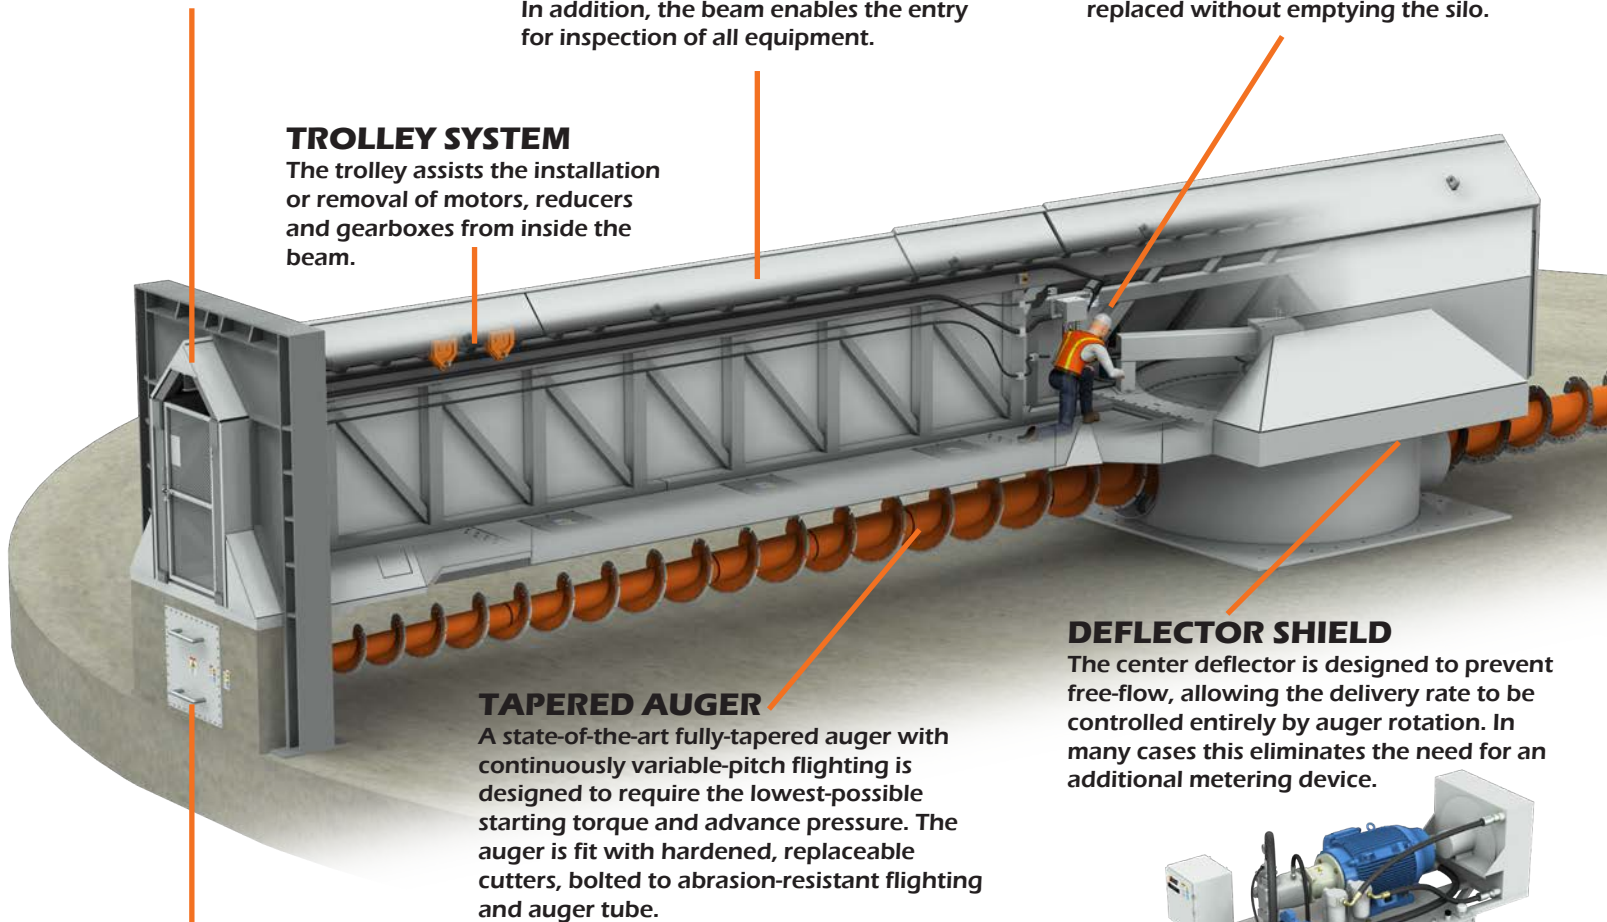 In addition, the beam enables the entry
for inspection of all equipment.
replaced without emptying the silo.
TROLLEY SYSTEM
The trolley assists the installation
or removal of motors, reducers
and gearboxes from inside the
beam.
TAPERED AUGER
A state-of-the-art fully-tapered auger with
continuously variable-pitch flighting is
designed to require the lowest-possible
starting torque and advance pressure. The
auger is fit with hardened, replaceable
cutters, bolted to abrasion-resistant flighting
and auger tube.
DEFLECTOR SHIELD
The center deflector is designed to prevent
free-flow, allowing the delivery rate to be
controlled entirely by auger rotation. In
many cases this eliminates the need for an
additional metering device.